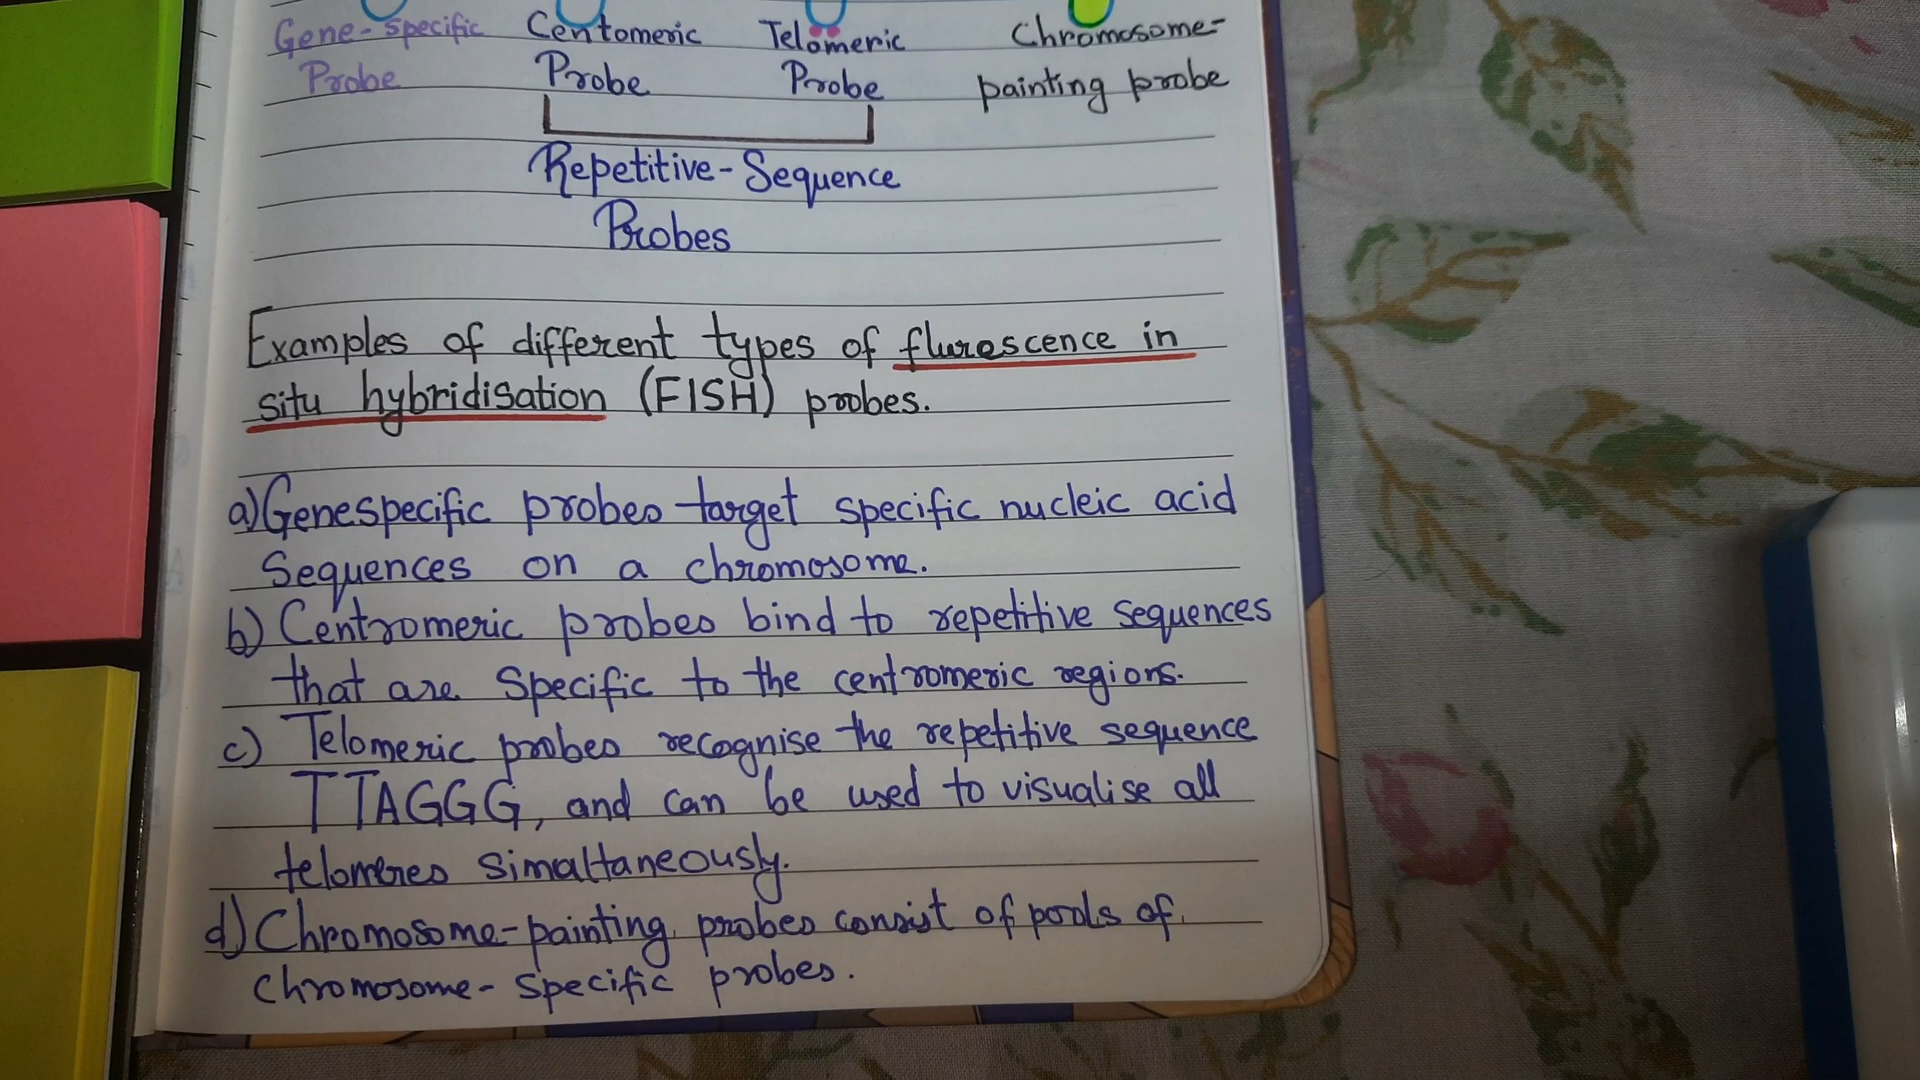 Gene-specific Centomeric Telomeric Chromosome-
Probe Probe Probe painting probe
Repetitive-Sequence
Probes
Examples of different types of flurescence in
situ hybridisation (FISH) probes.
a) Genespecific probes target specific nucleic acid
Sequences on a chromosome.
b) Centromeric probes bind to repetitive sequences
that are Specific to the centromeric regions.
c) Telomeric probes recognise the repetitive sequence
TTAGGG, and can be used to visualise all
telomeres simaltaneously.
d) Chromosome-painting probes consist of pools of
chromosome-specific probes.